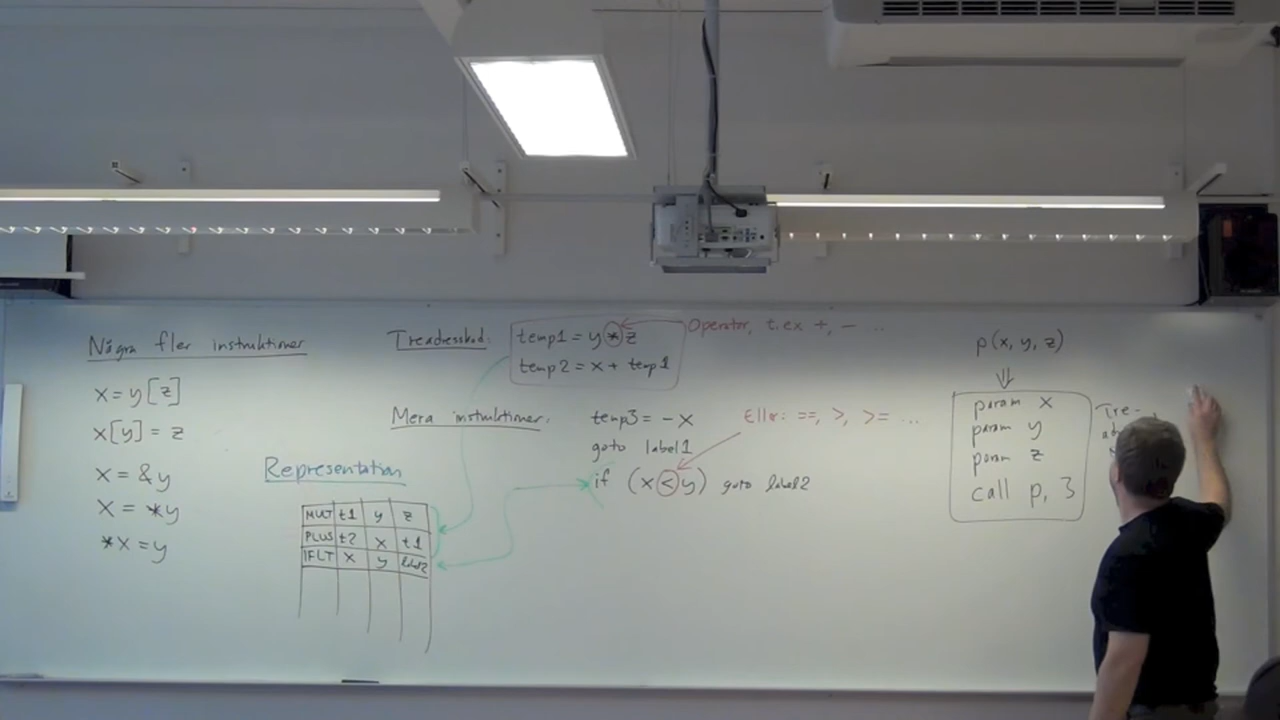 Några fler instruktioner
x = y[z]
x[y] = z
x = &y
x = *y
*x = y
Treadresskod:
temp1 = y * z
temp2 = x + temp1
Operator, t.ex +, - ...
Mera instruktioner:
temp3 = -x
goto label1
if (x < y) goto label2
Eller: ==, >, >= ...
Representation
MULT t1 y z
PLUS t2 x t1
IFLT x y label2
p(x, y, z)
⇓
param x
param y
param z
call p, 3
Tre-